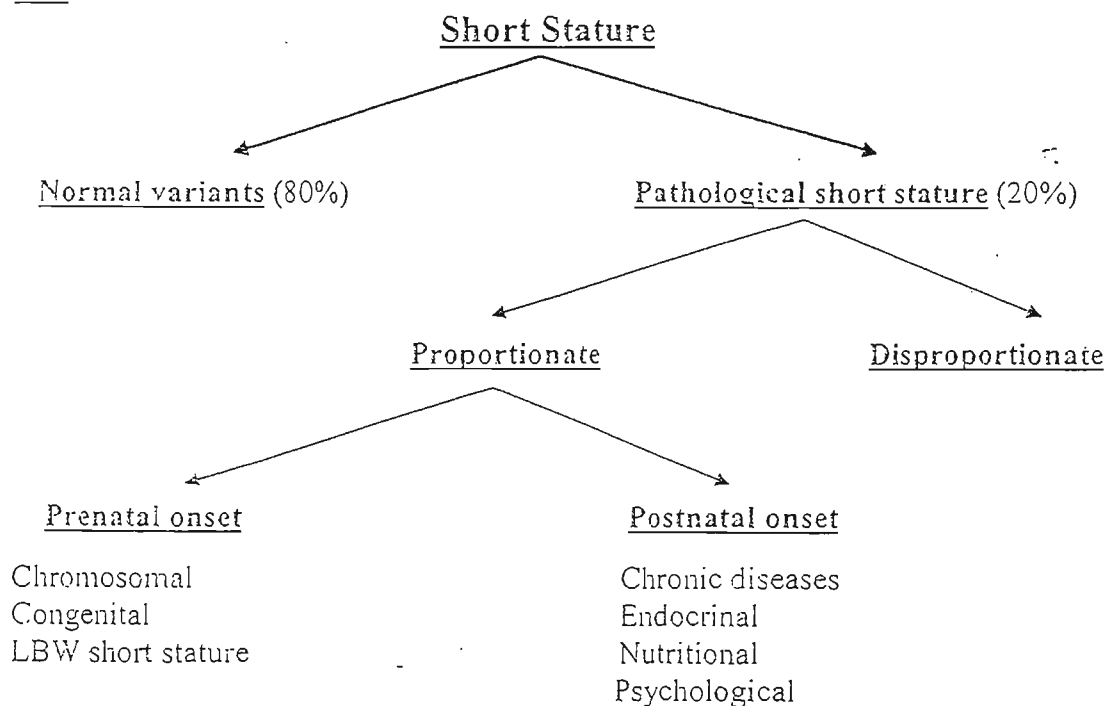 Short Stature
Normal variants (80%)
Pathological short stature (20%)
Proportionate
Disproportionate
Prenatal onset
Chromosomal
Congenital
LBW short stature
Postnatal onset
Chronic diseases
Endocrinal
Nutritional
Psychological